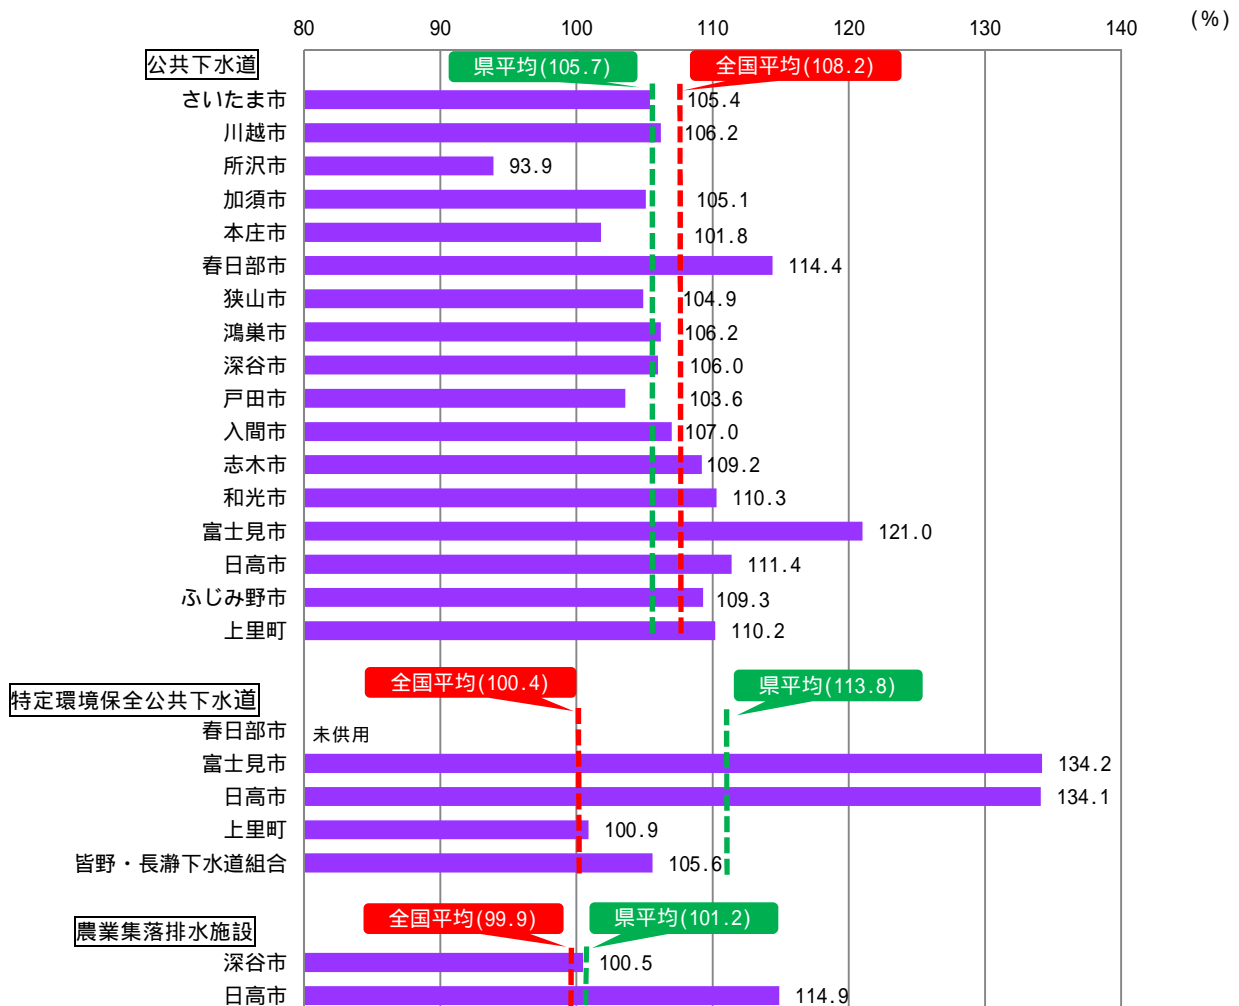 (%)
80 90 100 110 120 130 140
公共下水道
県平均(105.7) 全国平均(108.2)
さいたま市 105.4
川越市 106.2
所沢市 93.9
加須市 105.1
本庄市 101.8
春日部市 114.4
狭山市 104.9
鴻巣市 106.2
深谷市 106.0
戸田市 103.6
入間市 107.0
志木市 109.2
和光市 110.3
富士見市 121.0
日高市 111.4
ふじみ野市 109.3
上里町 110.2
全国平均(100.4) 県平均(113.8)
特定環境保全公共下水道
春日部市 未供用
富士見市 134.2
日高市 134.1
上里町 100.9
皆野・長瀞下水道組合 105.6
全国平均(99.9) 県平均(101.2)
農業集落排水施設
深谷市 100.5
日高市 114.9